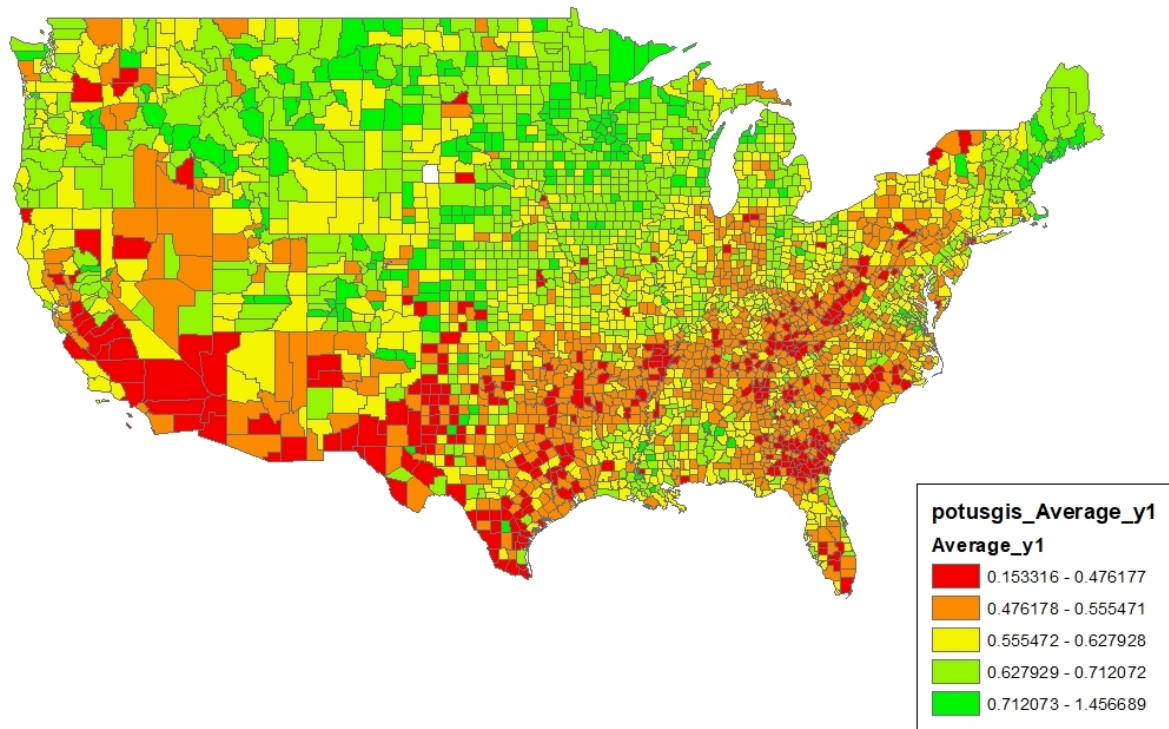 potusgis_Average_y1
Average_y1
0.153316 - 0.476177
0.476178 - 0.555471
0.555472 - 0.627928
0.627929 - 0.712072
0.712073 - 1.456689